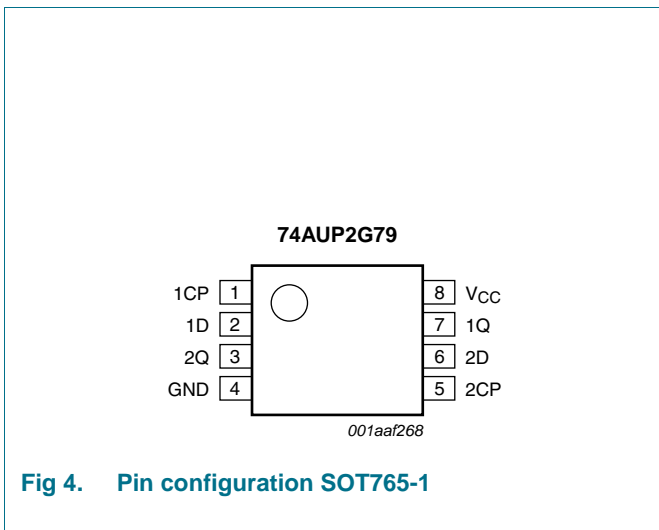 74AUP2G79
1CP 1 8 VCC
1D 2 7 1Q
2Q 3 6 2D
GND 4 5 2CP
001aaf268
Fig 4. Pin configuration SOT765-1